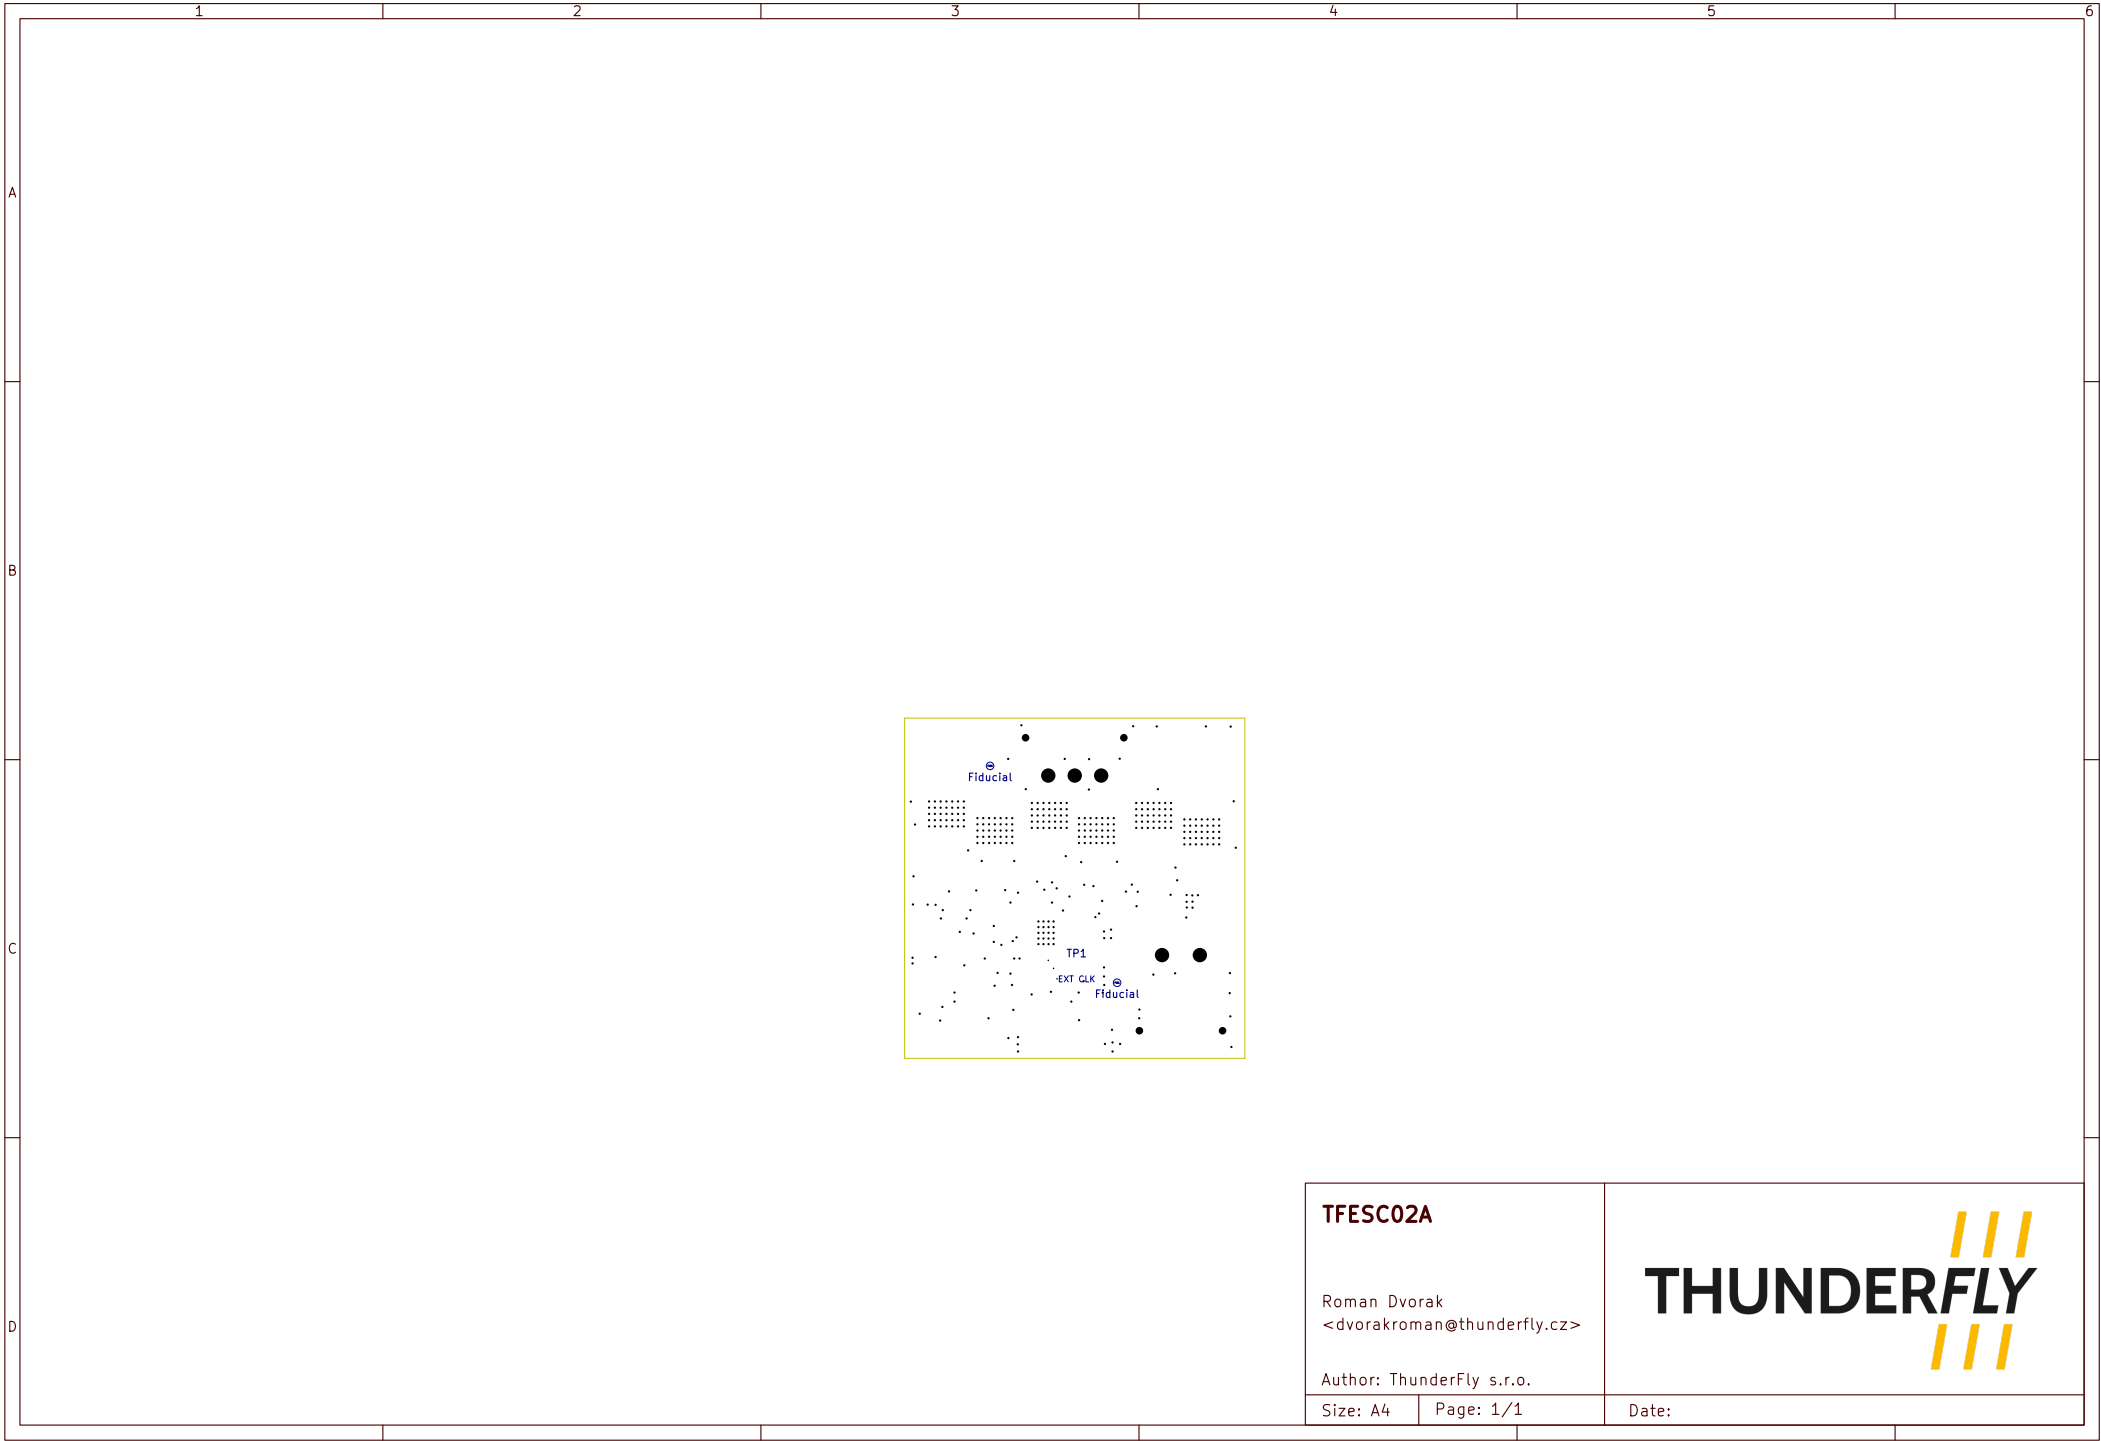 1 2 3 4 5 6
A
B
Fiducial
C
TP1
EXT CLK
Fiducial
TFESC02A
THUNDERFLY
Roman Dvorak
<dvorakroman@thunderfly.cz>
D
Author: ThunderFly s.r.o.
Size: A4 Page: 1/1 Date: